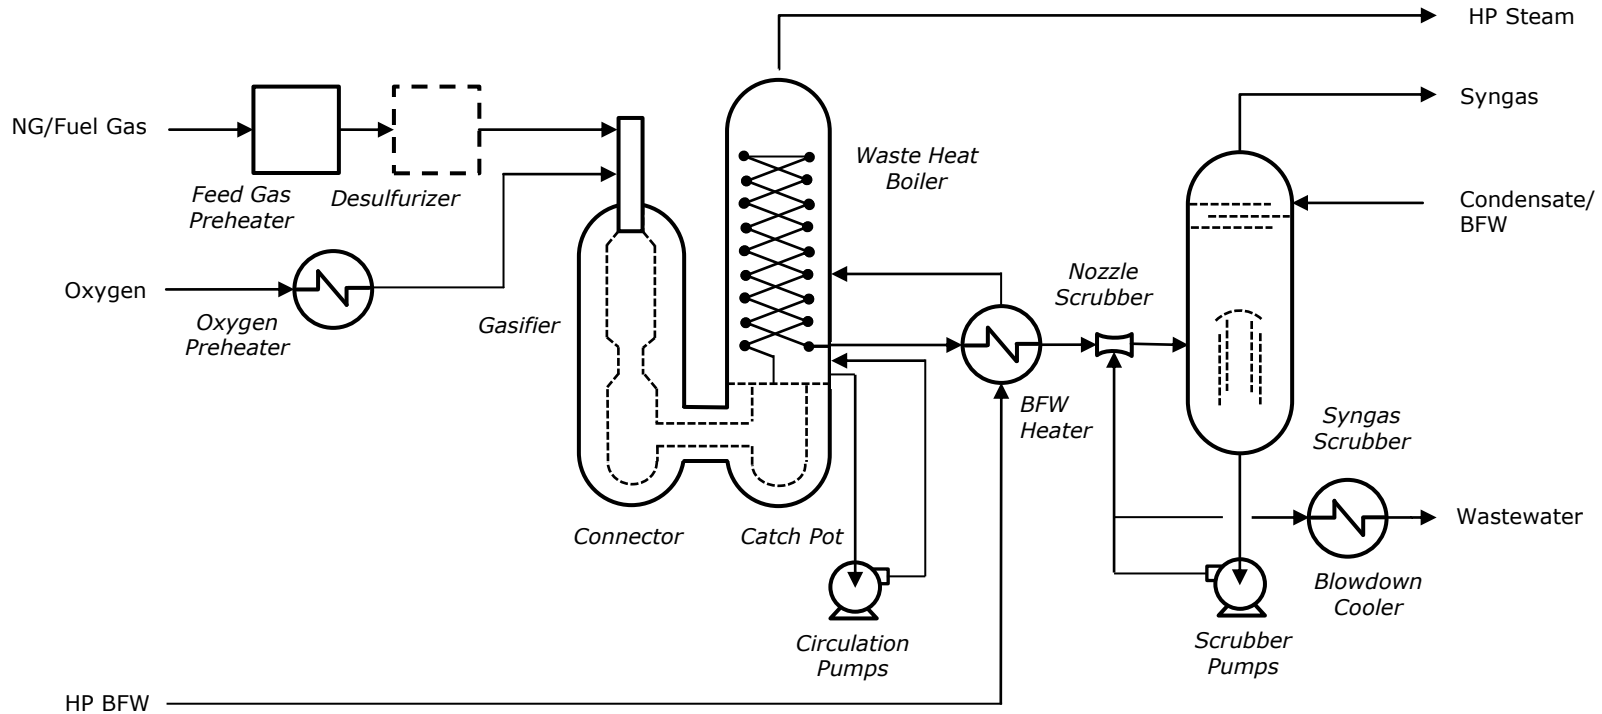 HP Steam
Syngas
NG/Fuel Gas
Feed Gas
Preheater
Desulfurizer
Waste Heat
Boiler
Condensate/
BFW
Oxygen
Oxygen
Preheater
Gasifier
Nozzle
Scrubber
BFW
Heater
Syngas
Scrubber
Connector
Catch Pot
Wastewater
Blowdown
Cooler
Circulation
Pumps
Scrubber
Pumps
HP BFW